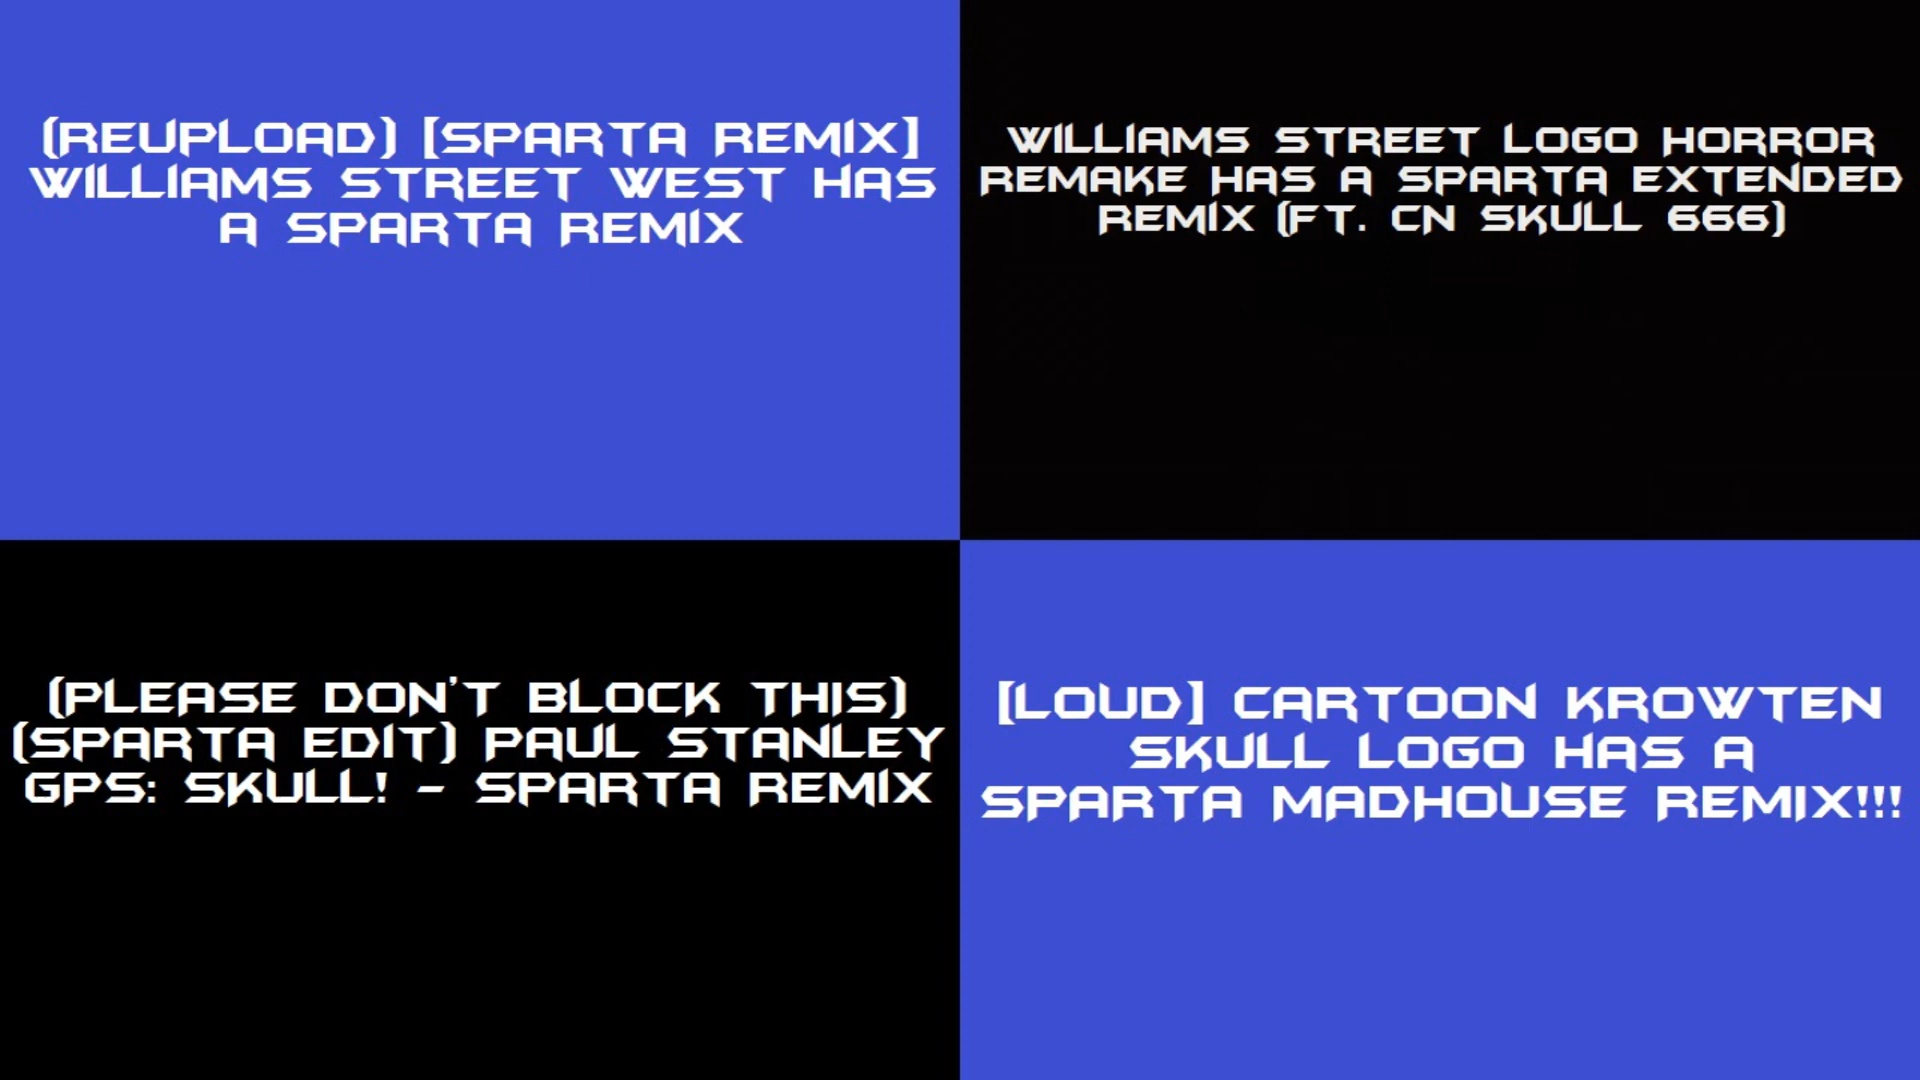 (REUPLOAD) [SPARTA REMIX]
WILLIAMS STREET WEST HAS
A SPARTA REMIX
WILLIAMS STREET LOGO HORROR
REMAKE HAS A SPARTA EXTENDED
REMIX (FT. CN SKULL 666)
(PLEASE DON'T BLOCK THIS)
(SPARTA EDIT) PAUL STANLEY
GPS: SKULL! - SPARTA REMIX
[LOUD] CARTOON KROWTEN
SKULL LOGO HAS A
SPARTA MADHOUSE REMIX!!!